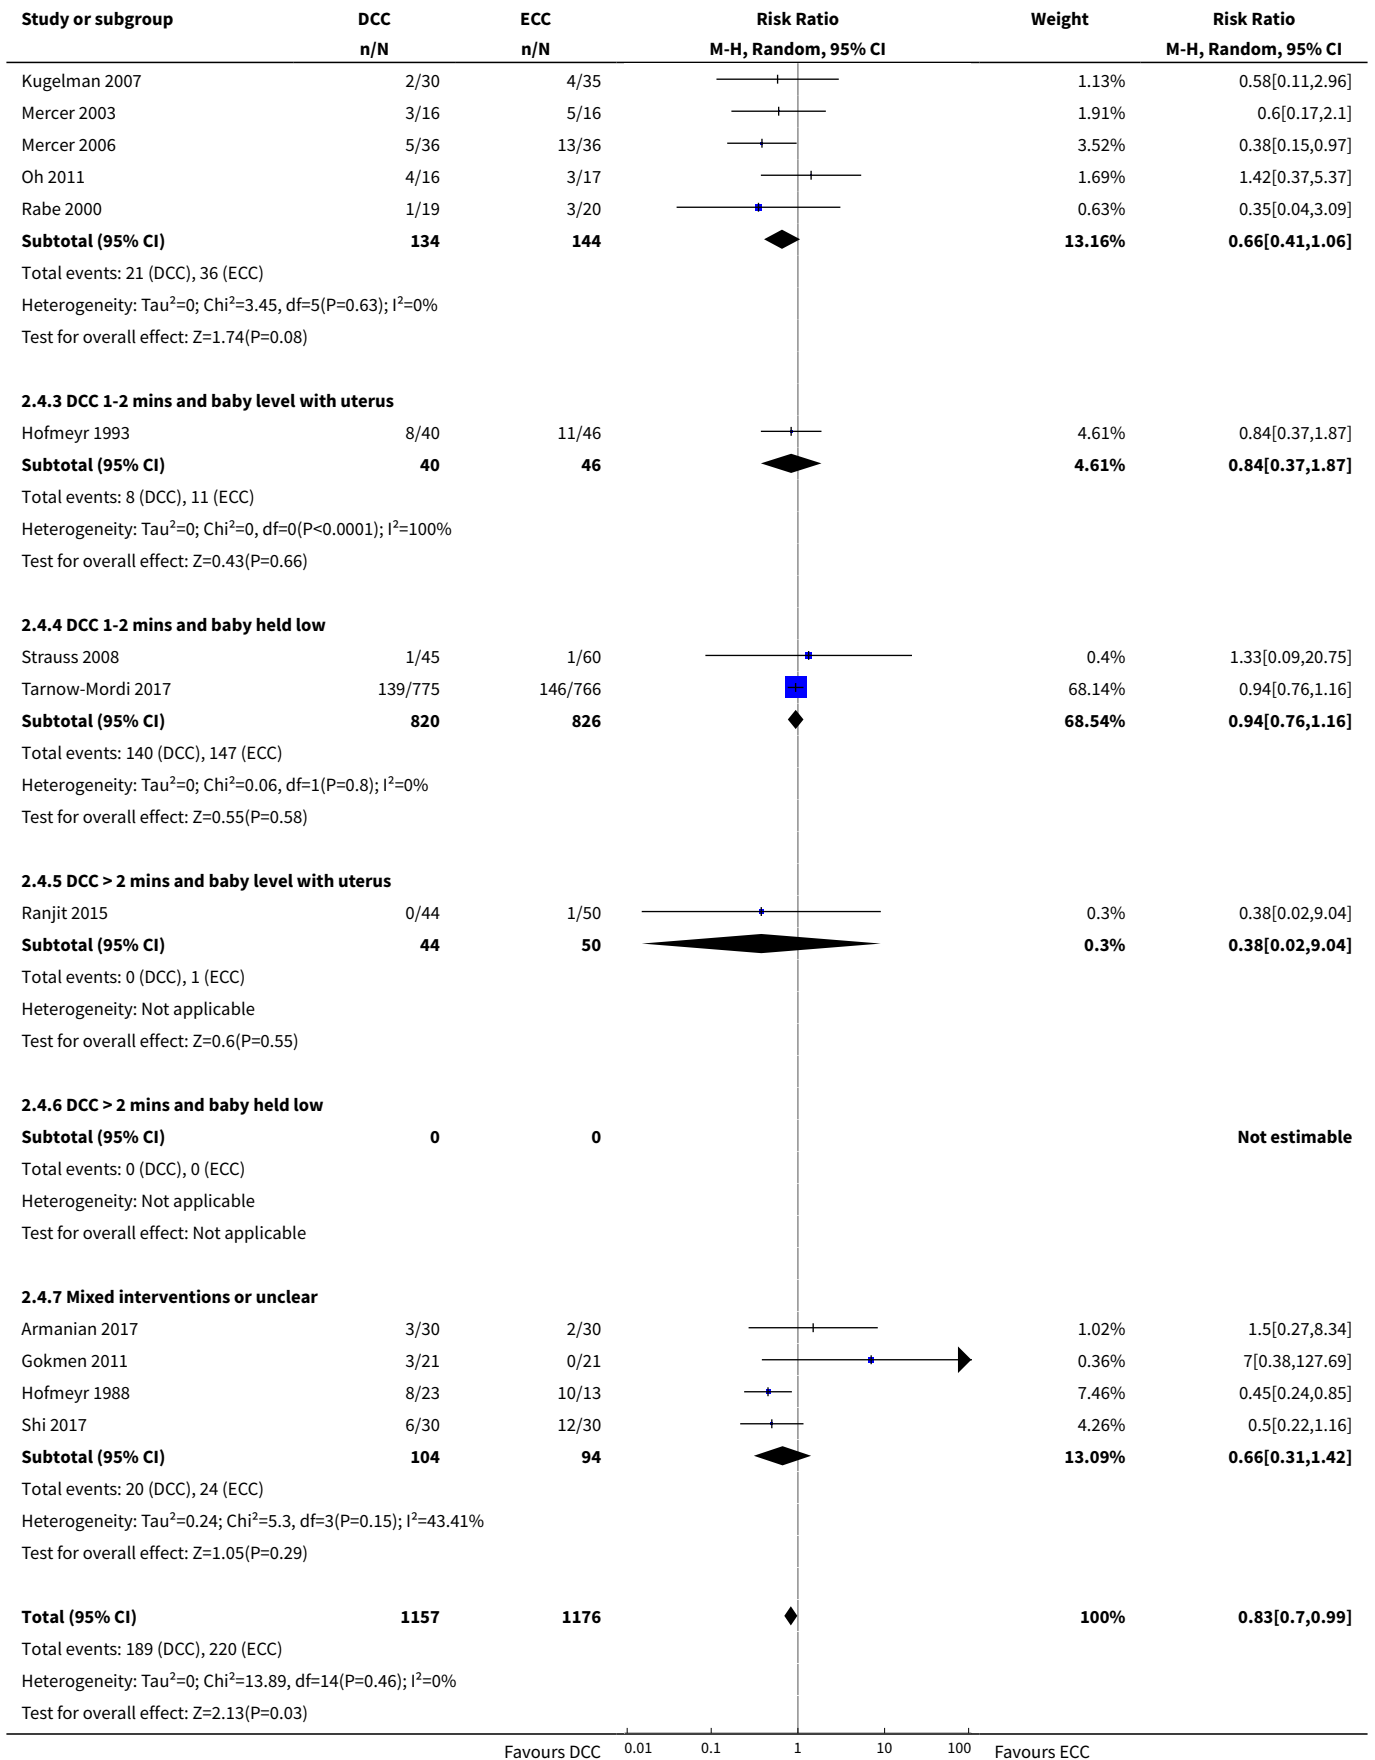 Study or subgroup DCC ECC Risk Ratio Weight Risk Ratio
n/N n/N M-H, Random, 95% CI M-H, Random, 95% CI
Kugelman 2007 2/30 4/35 1.13% 0.58[0.11,2.96]
Mercer 2003 3/16 5/16 1.91% 0.6[0.17,2.1]
Mercer 2006 5/36 13/36 3.52% 0.38[0.15,0.97]
Oh 2011 4/16 3/17 1.69% 1.42[0.37,5.37]
Rabe 2000 1/19 3/20 0.63% 0.35[0.04,3.09]
Subtotal (95% CI) 134 144 13.16% 0.66[0.41,1.06]
Total events: 21 (DCC), 36 (ECC)
Heterogeneity: Tau²=0; Chi²=3.45, df=5(P=0.63); I²=0%
Test for overall effect: Z=1.74(P=0.08)
2.4.3 DCC 1-2 mins and baby level with uterus
Hofmeyr 1993 8/40 11/46 4.61% 0.84[0.37,1.87]
Subtotal (95% CI) 40 46 4.61% 0.84[0.37,1.87]
Total events: 8 (DCC), 11 (ECC)
Heterogeneity: Tau²=0; Chi²=0, df=0(P<0.0001); I²=100%
Test for overall effect: Z=0.43(P=0.66)
2.4.4 DCC 1-2 mins and baby held low
Strauss 2008 1/45 1/60 0.4% 1.33[0.09,20.75]
Tarnow-Mordi 2017 139/775 146/766 68.14% 0.94[0.76,1.16]
Subtotal (95% CI) 820 826 68.54% 0.94[0.76,1.16]
Total events: 140 (DCC), 147 (ECC)
Heterogeneity: Tau²=0; Chi²=0.06, df=1(P=0.8); I²=0%
Test for overall effect: Z=0.55(P=0.58)
2.4.5 DCC > 2 mins and baby level with uterus
Ranjit 2015 0/44 1/50 0.3% 0.38[0.02,9.04]
Subtotal (95% CI) 44 50 0.3% 0.38[0.02,9.04]
Total events: 0 (DCC), 1 (ECC)
Heterogeneity: Not applicable
Test for overall effect: Z=0.6(P=0.55)
2.4.6 DCC > 2 mins and baby held low
Subtotal (95% CI) 0 0 Not estimable
Total events: 0 (DCC), 0 (ECC)
Heterogeneity: Not applicable
Test for overall effect: Not applicable
2.4.7 Mixed interventions or unclear
Armanian 2017 3/30 2/30 1.02% 1.5[0.27,8.34]
Gokmen 2011 3/21 0/21 0.36% 7[0.38,127.69]
Hofmeyr 1988 8/23 10/13 7.46% 0.45[0.24,0.85]
Shi 2017 6/30 12/30 4.26% 0.5[0.22,1.16]
Subtotal (95% CI) 104 94 13.09% 0.66[0.31,1.42]
Total events: 20 (DCC), 24 (ECC)
Heterogeneity: Tau²=0.24; Chi²=5.3, df=3(P=0.15); I²=43.41%
Test for overall effect: Z=1.05(P=0.29)
Total (95% CI) 1157 1176 100% 0.83[0.7,0.99]
Total events: 189 (DCC), 220 (ECC)
Heterogeneity: Tau²=0; Chi²=13.89, df=14(P=0.46); I²=0%
Test for overall effect: Z=2.13(P=0.03)
Favours DCC 0.01 0.1 1 10 100 Favours ECC